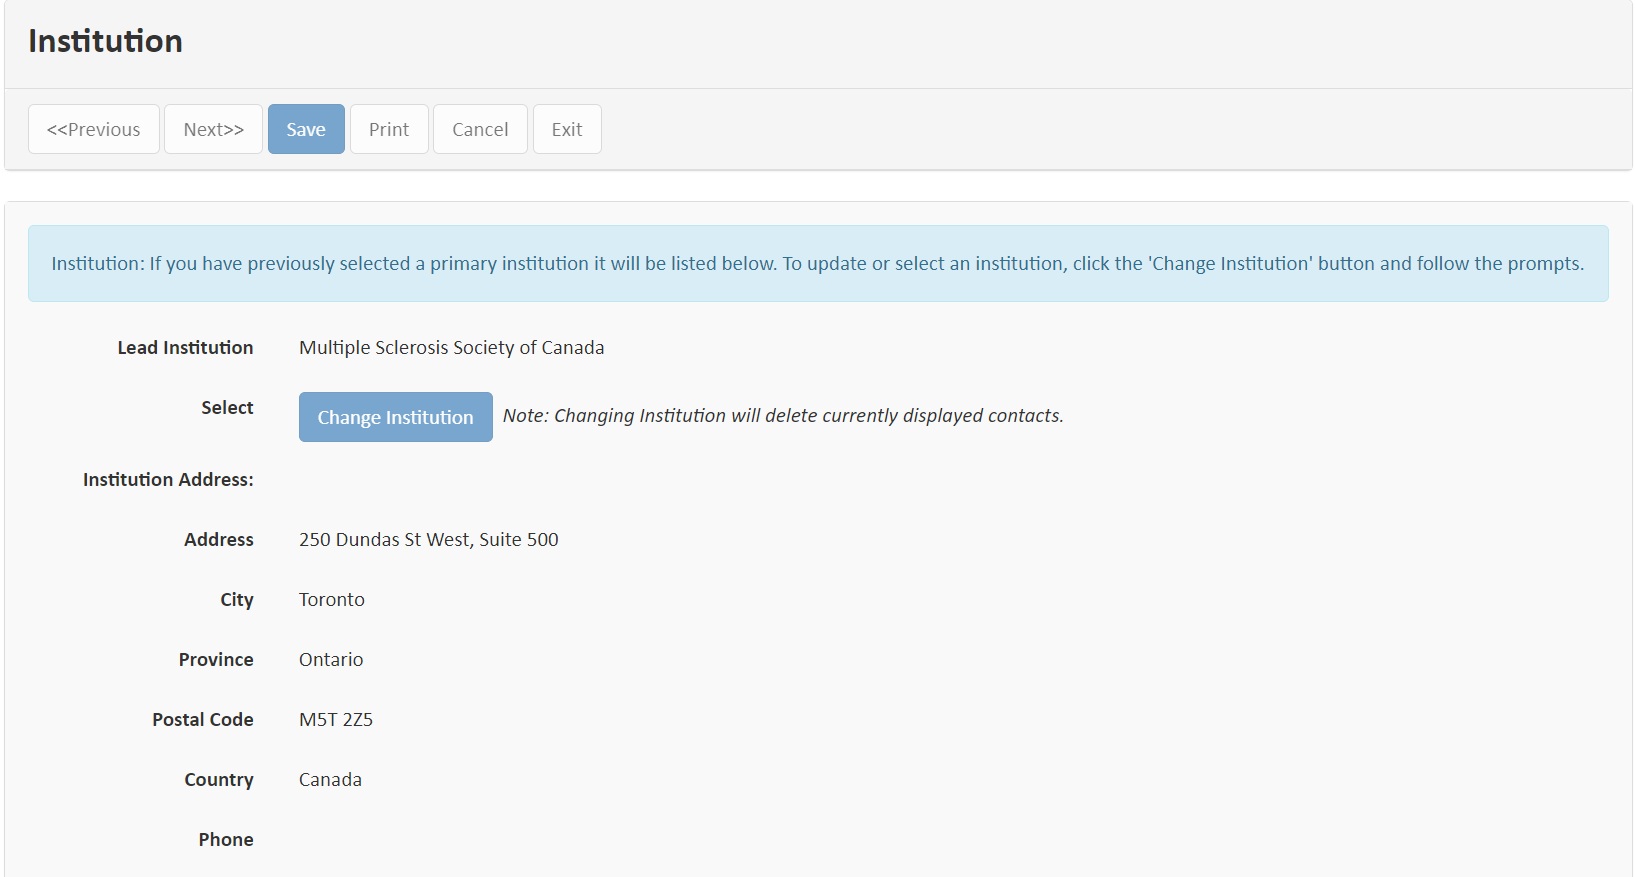 Institution
<<Previous Next>> Save Print Cancel Exit
Institution: If you have previously selected a primary institution it will be listed below. To update or select an institution, click the 'Change Institution' button and follow the prompts.
Lead Institution Multiple Sclerosis Society of Canada
Select Change Institution Note: Changing Institution will delete currently displayed contacts.
Institution Address:
Address 250 Dundas St West, Suite 500
City Toronto
Province Ontario
Postal Code M5T 2Z5
Country Canada
Phone